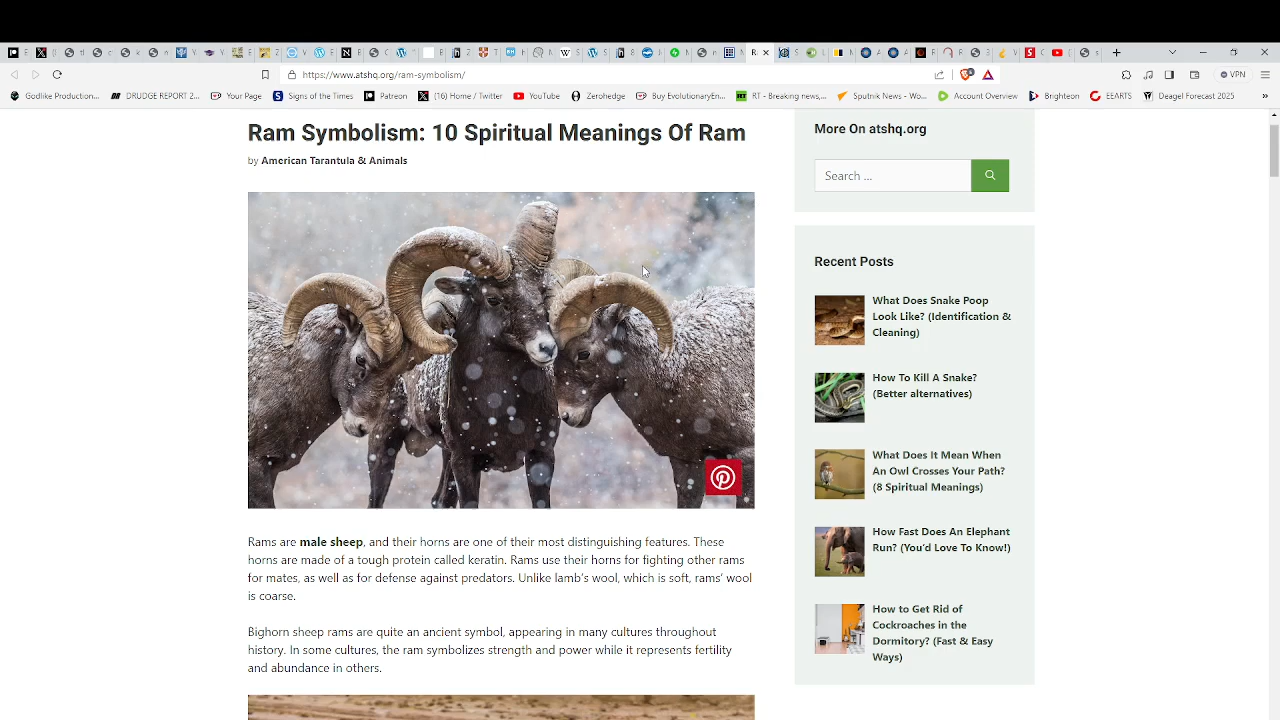 https://www.atshq.org/ram-symbolism/
VPN
Godlike Production...
DRUDGE REPORT 2...
Your Page
Signs of the Times
Patreon
(16) Home / Twitter
YouTube
Zerohedge
Buy EvolutionaryEn...
RT - Breaking news,...
Sputnik News - Wo...
Account Overview
Brighteon
EEARTS
Diegel Forecast 2.5
Ram Symbolism: 10 Spiritual Meanings Of Ram
by American Tarantula & Animals
Rams are male sheep, and their horns are one of their most distinguishing features. These
horns are made of a tough protein called keratin. Rams use their horns for fighting other rams
for mates, as well as for defense against predators. Unlike lamb's wool, which is soft, rams' wool
is coarse.
Bighorn sheep rams are quite an ancient symbol, appearing in many cultures throughout
history. In some cultures, the ram symbolizes strength and power while it represents fertility
and abundance in others.
More On atshq.org
Search ...
Recent Posts
What Does Snake Poop
Look Like? (Identification &
Cleaning)
How To Kill A Snake?
(Better alternatives)
What Does It Mean When
An Owl Crosses Your Path?
(8 Spiritual Meanings)
How Fast Does An Elephant
Run? (You'd Love To Know!)
How to Get Rid of
Cockroaches in the
Dormitory? (Fast & Easy
Ways)